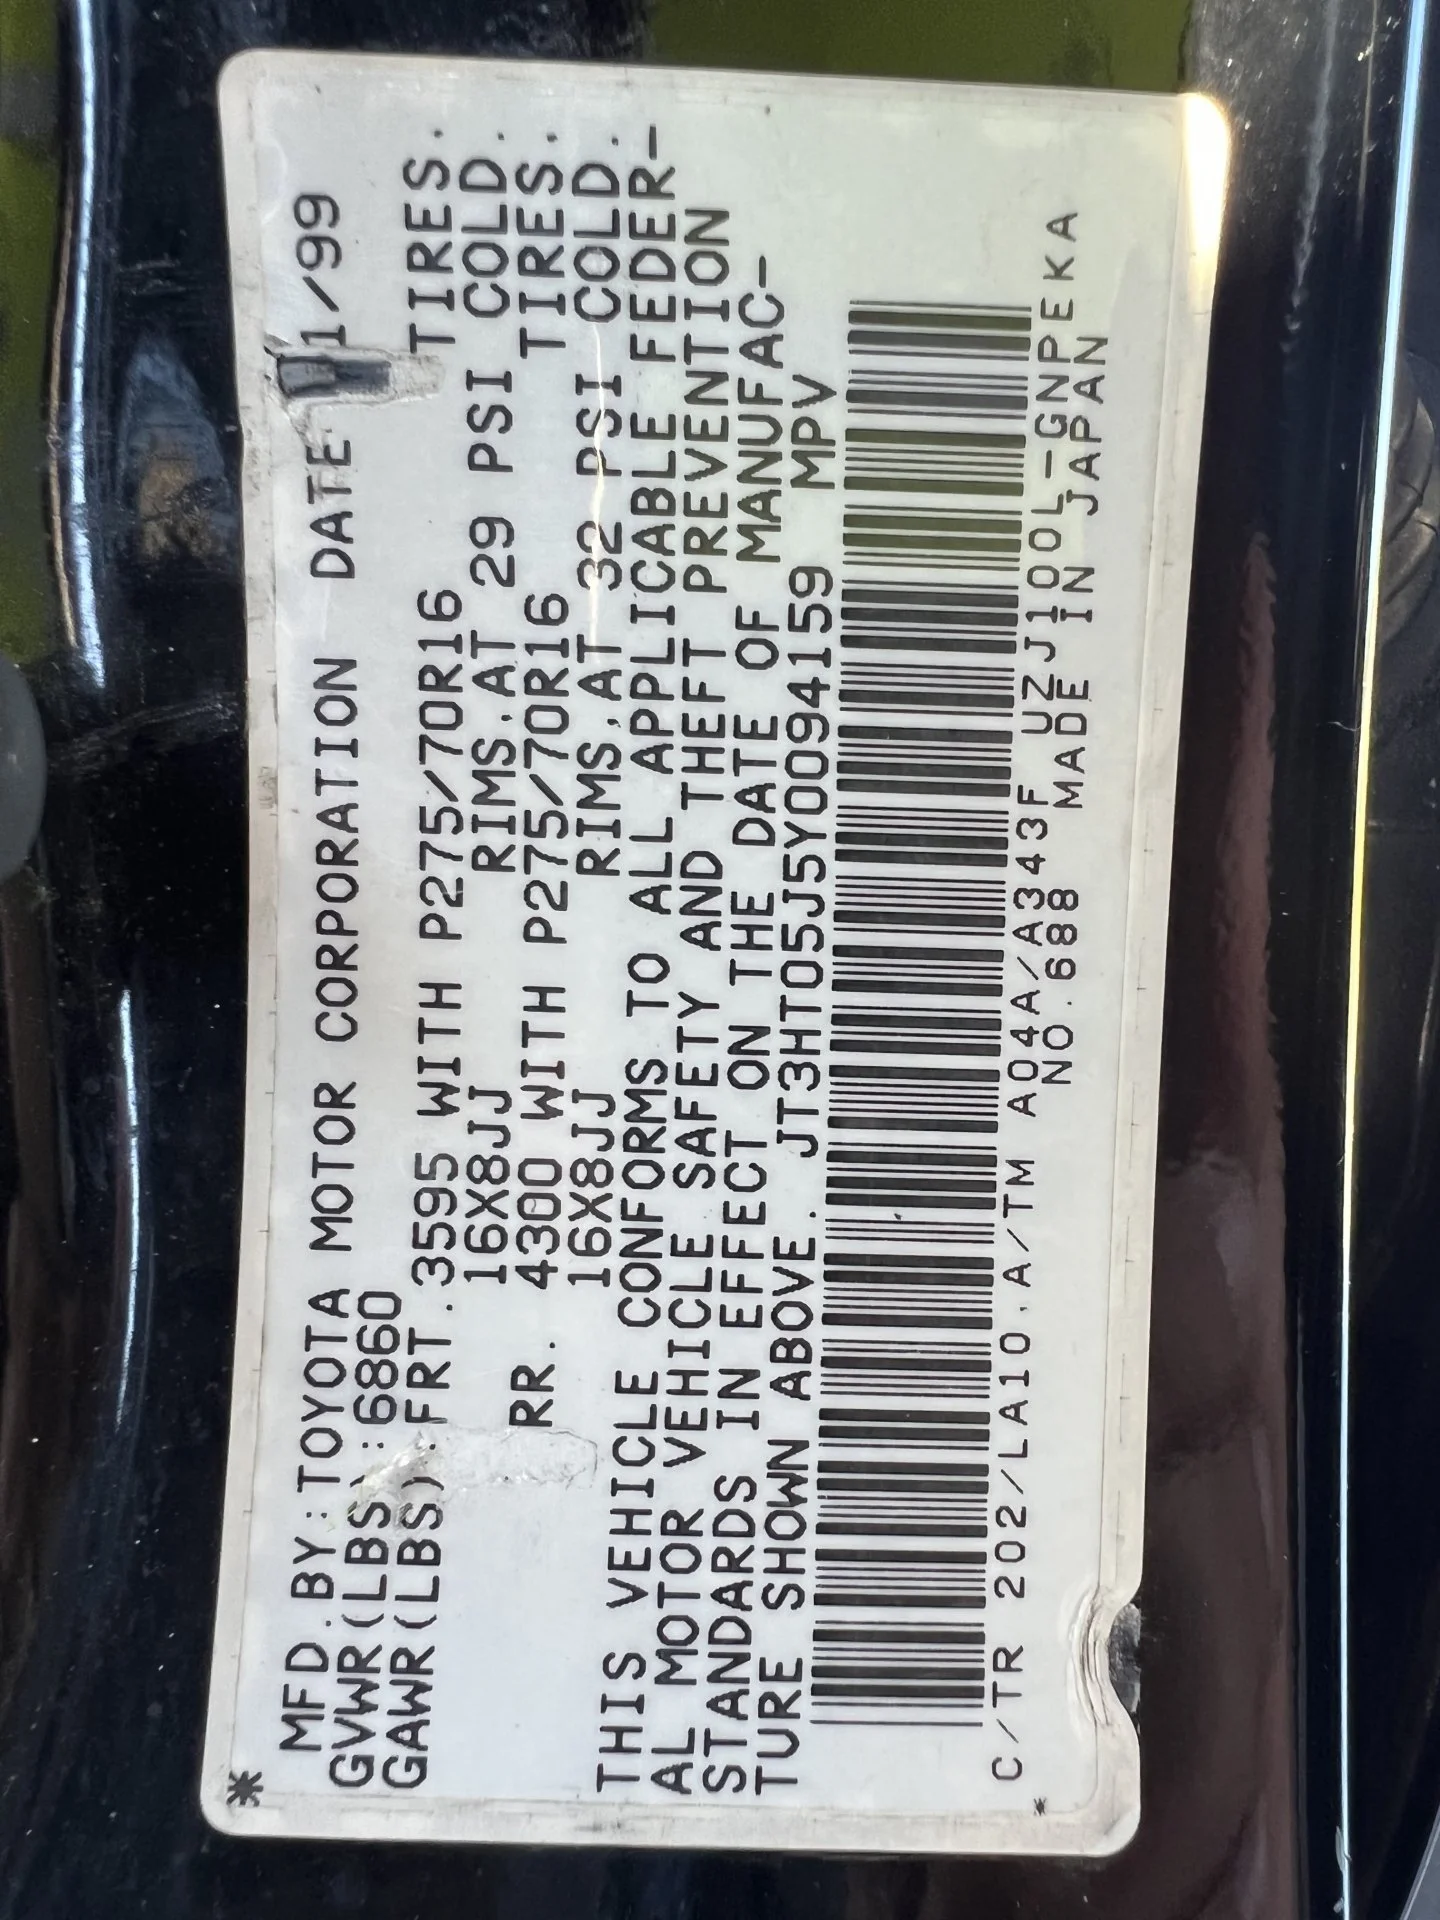 *
MFD.BY:TOYOTA MOTOR CORPORATION DATE 11/99
GVWR(LBS):6860
GAWR(LBS):FRT.3595 WITH P275/70R16 TIRES.
16X8JJ RIMS.AT 29 PSI COLD.
RR. 4300 WITH P275/70R16 TIRES.
16X8JJ RIMS.AT 32 PSI COLD.
THIS VEHICLE CONFORMS TO ALL APPLICABLE FEDER-
AL MOTOR VEHICLE SAFETY AND THEFT PREVENTION
STANDARDS IN EFFECT ON THE DATE OF MANUFAC-
TURE SHOWN ABOVE. JT3HT05J5Y0094159 MPV
C/TR 202/LA10.A/TM A04A/A343F UZJ100L-GNPEKA
* NO.688 MADE IN JAPAN